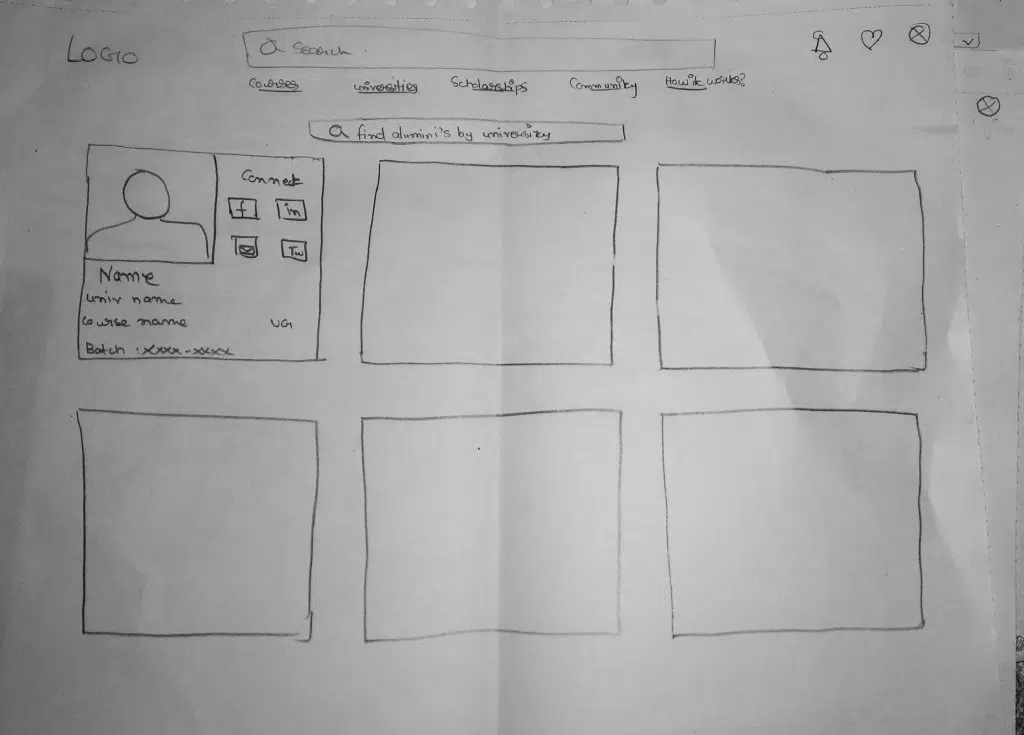 LOGO
Search
Courses universities Scholarships Community How it works?
find alumini's by university
Connect
f in
Tw
Name
univ name
Course name UG
Batch : xxxx - xxxx